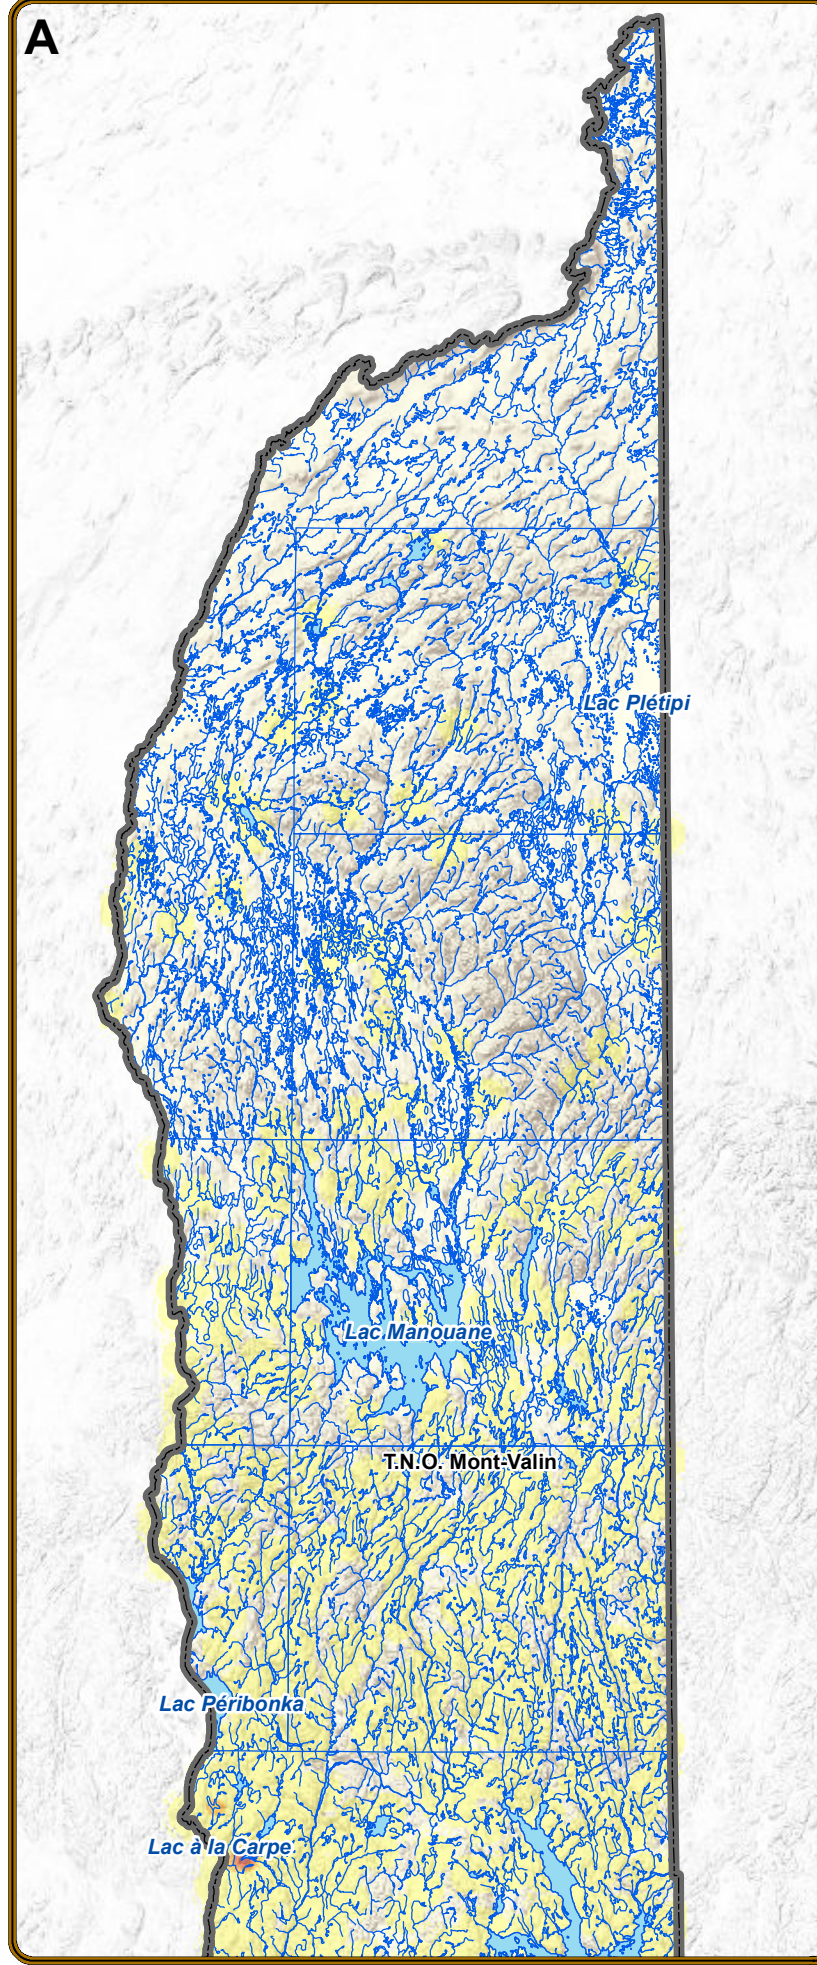 A
Lac Plétipi
Lac Manouane
T.N.O. Mont-Valin
Lac Péribonka
Lac à la Carpe